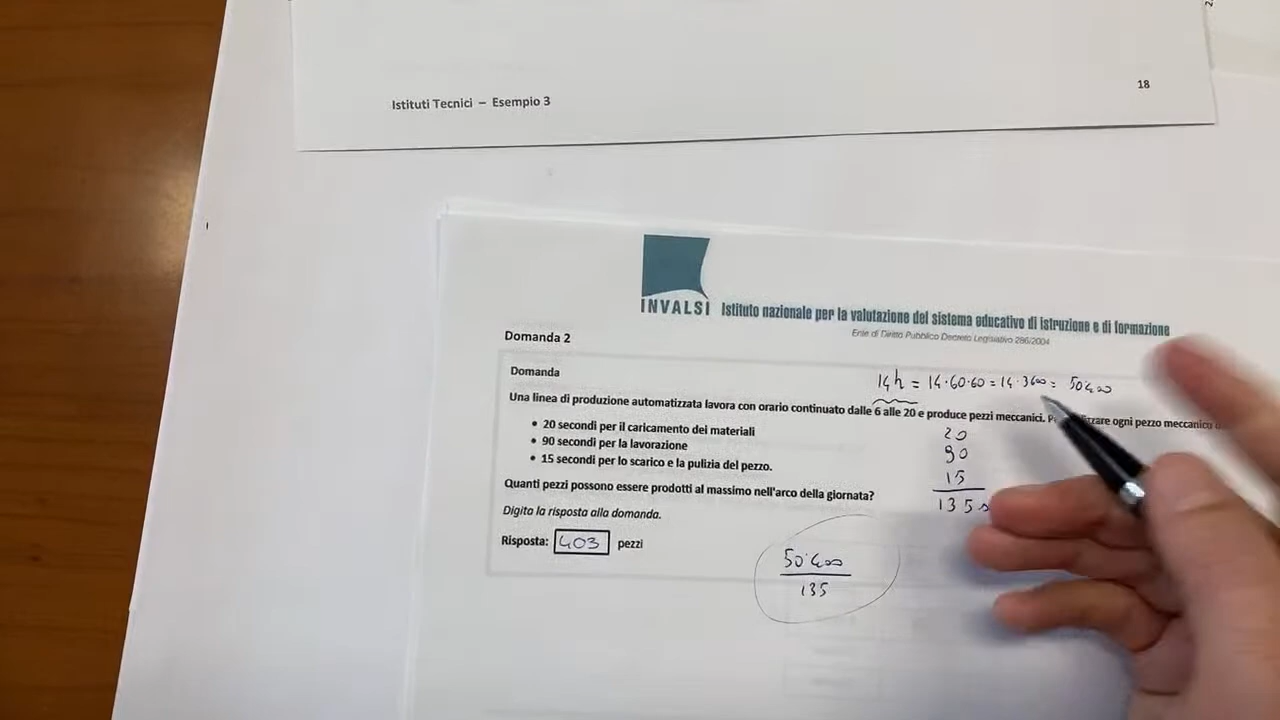 18
Istituti Tecnici – Esempio 3
INVALSI Istituto nazionale per la valutazione del sistema educativo di istruzione e di formazione
Ente di Diritto Pubblico Decreto Legislativo 286/2004
Domanda 2
Domanda
14h = 14·60·60 = 14·3600 = 50400
Una linea di produzione automatizzata lavora con orario continuato dalle 6 alle 20 e produce pezzi meccanici. ogni pezzo meccanico
• 20 secondi per il caricamento dei materiali
• 90 secondi per la lavorazione
• 15 secondi per lo scarico e la pulizia del pezzo.
20
90
15
135 s
Quanti pezzi possono essere prodotti al massimo nell'arco della giornata?
Digita la risposta alla domanda.
Risposta: 403 pezzi
50·400
135